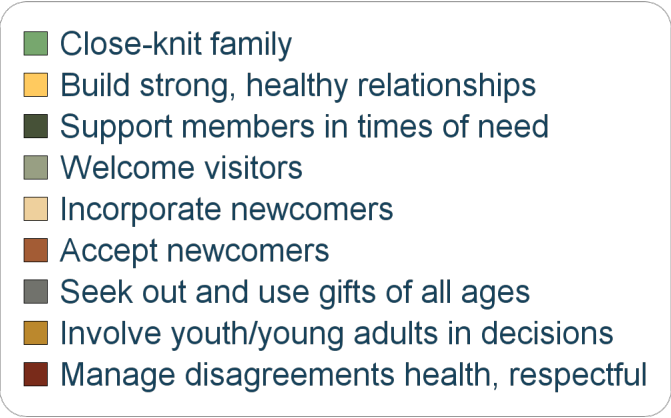 Close-knit family
Build strong, healthy relationships
Support members in times of need
Welcome visitors
Incorporate newcomers
Accept newcomers
Seek out and use gifts of all ages
Involve youth/young adults in decisions
Manage disagreements health, respectful